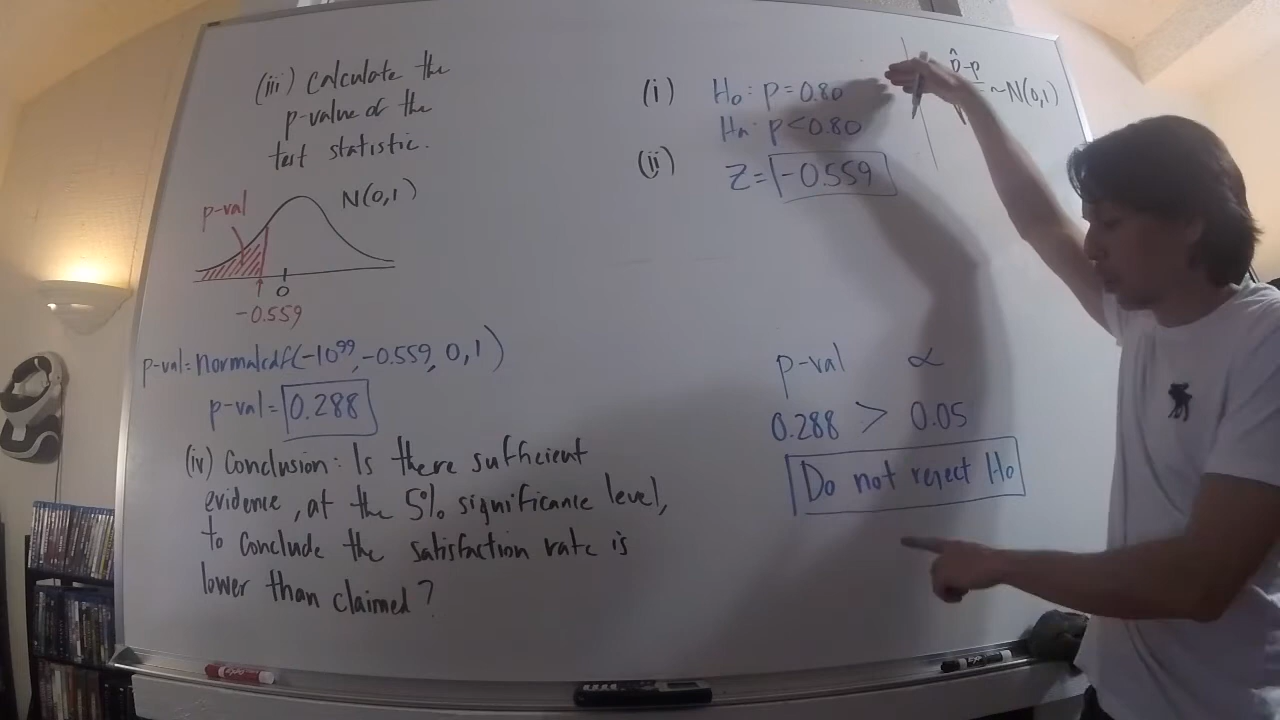 (iii) Calculate the
p-value of the
test statistic.
p-val
N(0,1)
0
-0.559
p-val=normalcdf(-10^99, -0.559, 0, 1)
p-val= 0.288
(iv) Conclusion: Is there sufficient
evidence, at the 5% significance level,
to conclude the satisfaction rate is
lower than claimed?
(i) Ho: p=0.80
Ha: p<0.80
(ii) Z= -0.559
p̂-p
~N(0,1)
p-val α
0.288 > 0.05
Do not reject Ho
EXPO